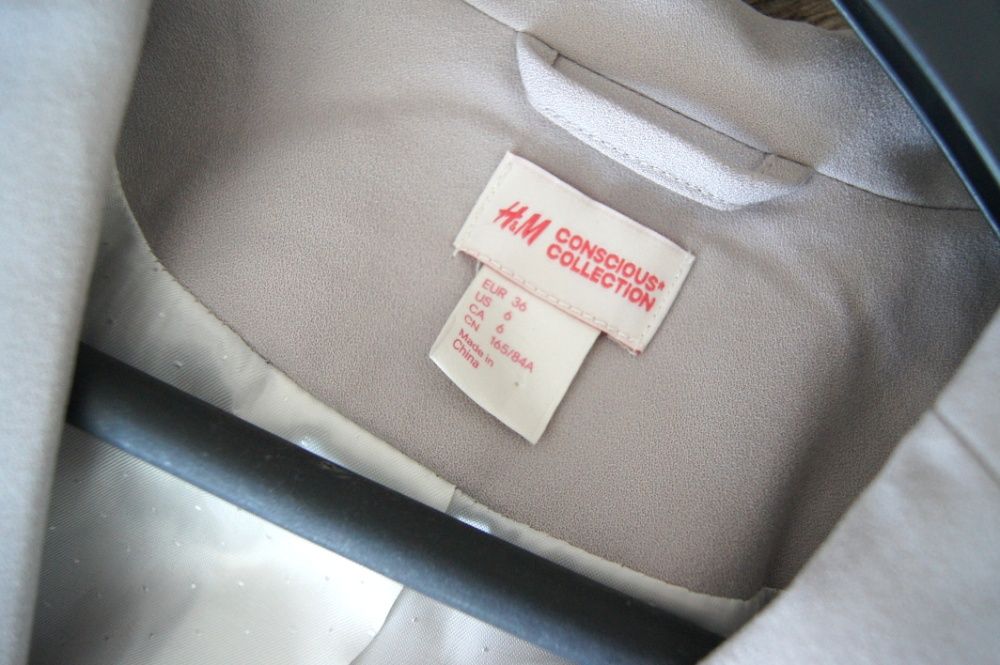 H&M CONSCIOUS*
COLLECTION
EUR 36
US 6
CA 6
CN 165/84A
Made in
China